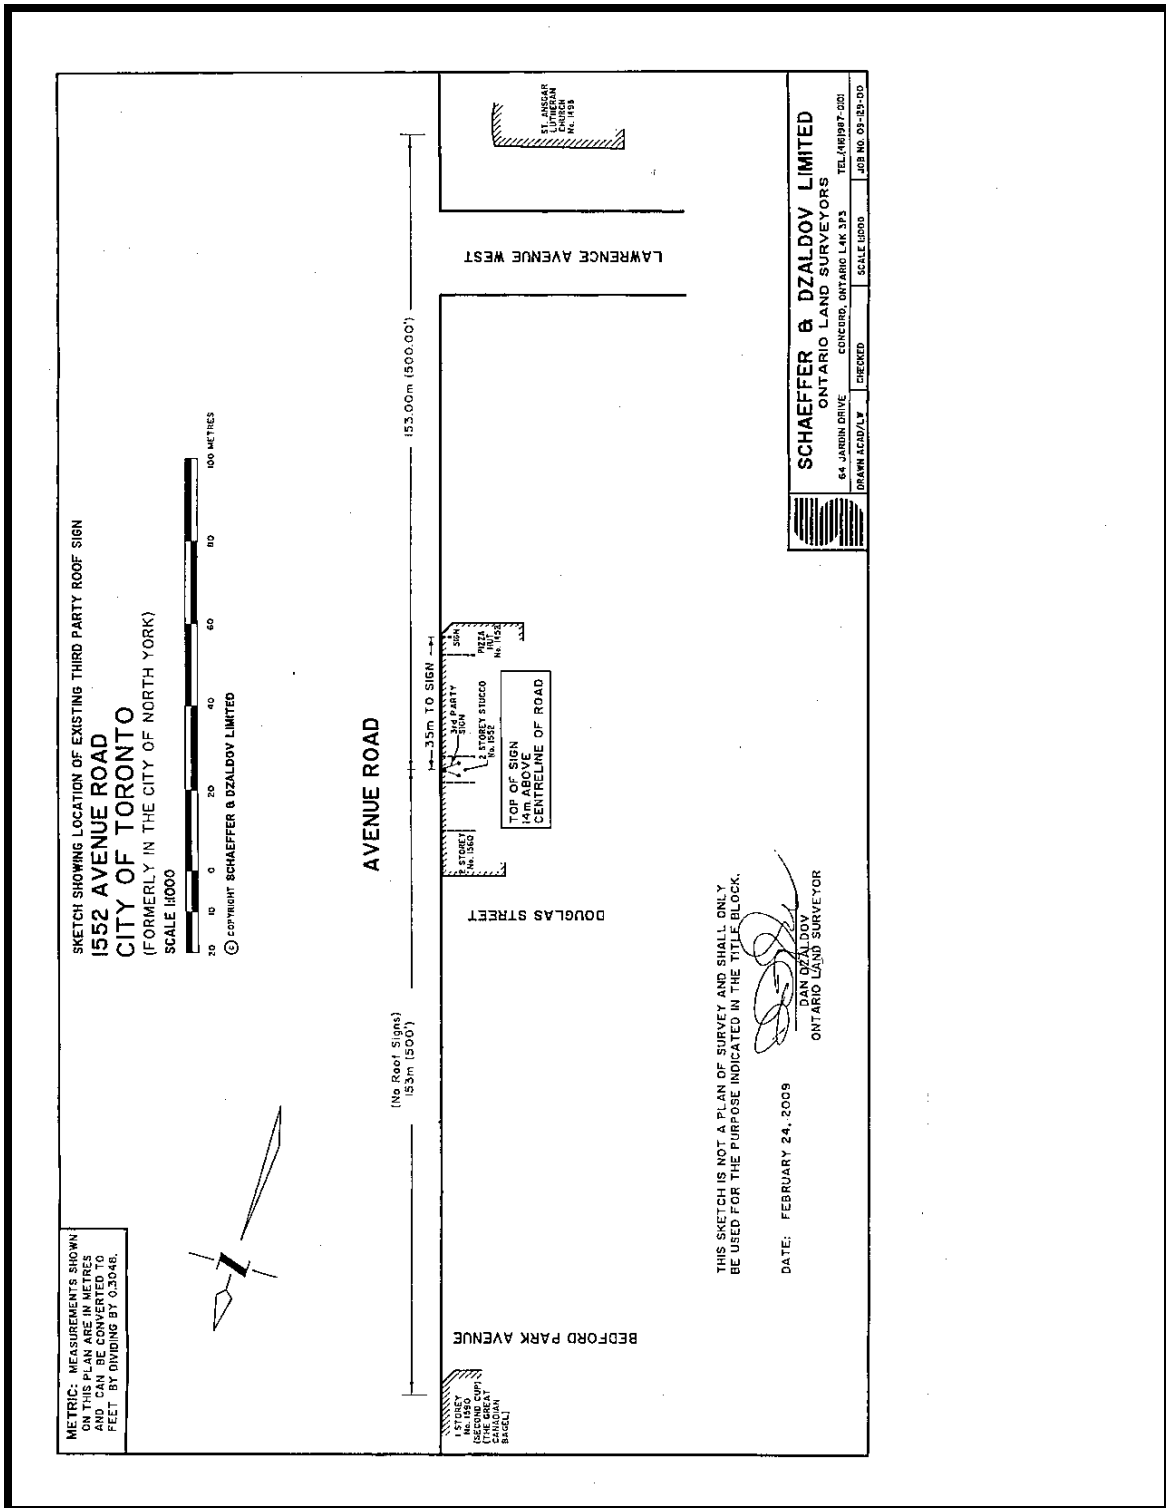 METRIC: MEASUREMENTS SHOWN
ON THIS PLAN ARE IN METRES
AND CAN BE CONVERTED TO
FEET BY DIVIDING BY 0.3048.
SKETCH SHOWING LOCATION OF EXISTING THIRD PARTY ROOF SIGN
1552 AVENUE ROAD
CITY OF TORONTO
(FORMERLY IN THE CITY OF NORTH YORK)
SCALE 1:1000
20 10 0 20 40 60 80 100 METRES
© COPYRIGHT SCHAEFFER & DZALDOV LIMITED
AVENUE ROAD
(No Roof Signs)
153m (500')
153.00m (500.00')
35m TO SIGN
1 STOREY
No. 1590
(SECOND CUP)
(THE GREAT
CANADIAN
BAGEL)
BEDFORD PARK AVENUE
DOUGLAS STREET
2 STOREY
No. 1560
3rd PARTY
SIGN
2 STOREY STUCCO
No. 1552
SIGN
PIZZA
HUT
TOP OF SIGN
14m ABOVE
CENTRELINE OF ROAD
LAWRENCE AVENUE WEST
ST. ANSGAR
LUTHERAN
CHURCH
No. 1498
THIS SKETCH IS NOT A PLAN OF SURVEY AND SHALL ONLY
BE USED FOR THE PURPOSE INDICATED IN THE TITLE BLOCK.
DATE: FEBRUARY 24, 2009
DAN DZALDOV
ONTARIO LAND SURVEYOR
SCHAEFFER & DZALDOV LIMITED
ONTARIO LAND SURVEYORS
64 JARDIN DRIVE CONCORD, ONTARIO L4K 3P3 TEL.(416)987-0101
DRAWN ACAD/LW CHECKED SCALE 1:1000 JOB NO. 09-129-00